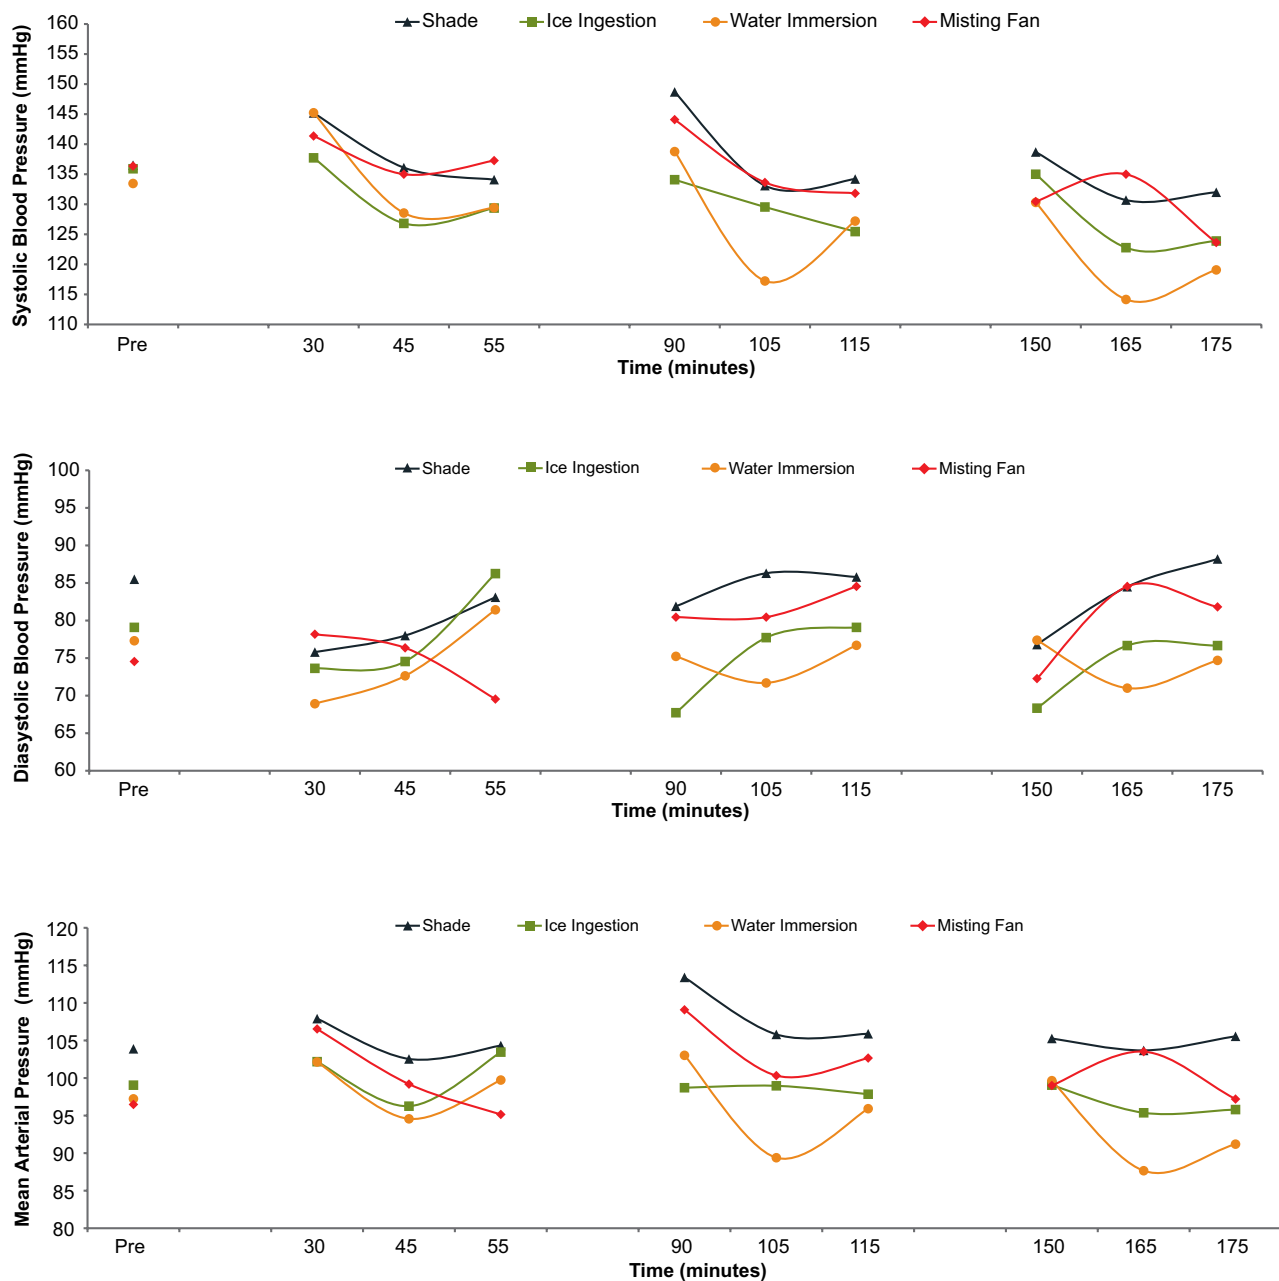 Systolic Blood Pressure (mmHg)
Shade Ice Ingestion Water Immersion Misting Fan
160
155
150
145
140
135
130
125
120
115
110
Pre 30 45 55 90 105 115 150 165 175
Time (minutes)
Diasystolic Blood Pressure (mmHg)
Shade Ice Ingestion Water Immersion Misting Fan
100
95
90
85
80
75
70
65
60
Pre 30 45 55 90 105 115 150 165 175
Time (minutes)
Mean Arterial Pressure (mmHg)
Shade Ice Ingestion Water Immersion Misting Fan
120
115
110
105
100
95
90
85
80
Pre 30 45 55 90 105 115 150 165 175
Time (minutes)